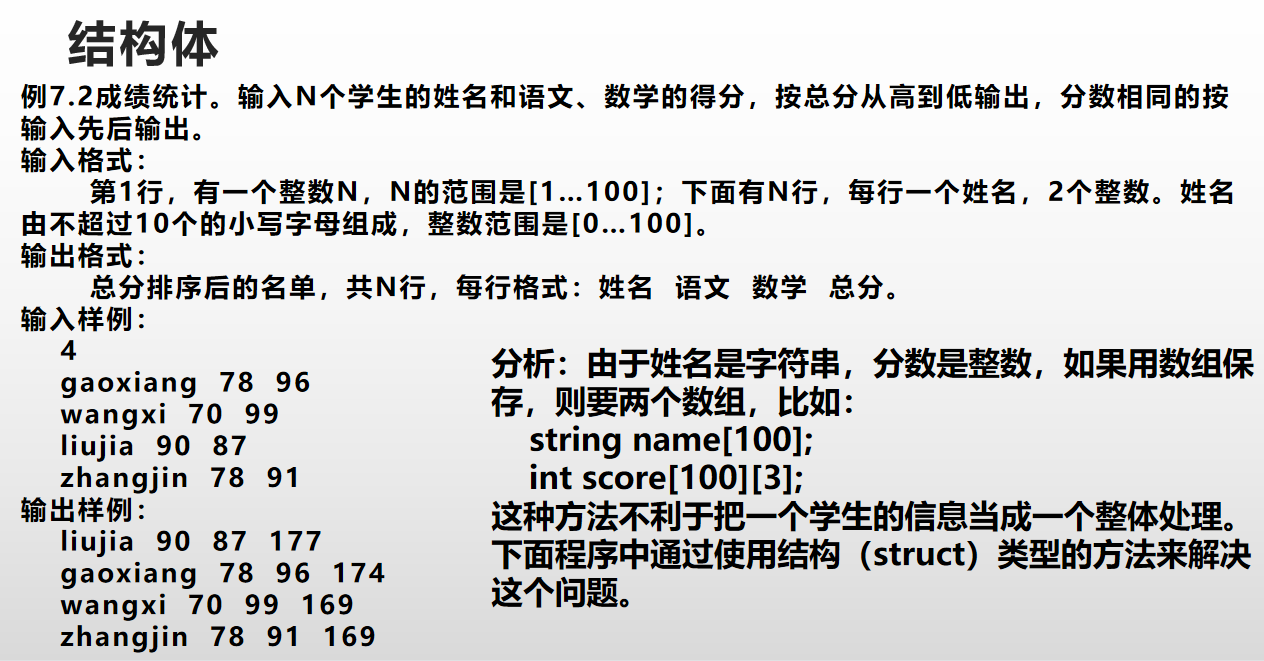 结构体
例7.2成绩统计。输入N个学生的姓名和语文、数学的得分，按总分从高到低输出，分数相同的按
输入先后输出。
输入格式：
第1行，有一个整数N，N的范围是[1…100]；下面有N行，每行一个姓名，2个整数。姓名
由不超过10个的小写字母组成，整数范围是[0…100]。
输出格式：
总分排序后的名单，共N行，每行格式：姓名 语文 数学 总分。
输入样例：
4
gaoxiang 78 96
wangxi 70 99
liujia 90 87
zhangjin 78 91
输出样例：
liujia 90 87 177
gaoxiang 78 96 174
wangxi 70 99 169
zhangjin 78 91 169
分析：由于姓名是字符串，分数是整数，如果用数组保
存，则要两个数组，比如：
string name[100];
int score[100][3];
这种方法不利于把一个学生的信息当成一个整体处理。
下面程序中通过使用结构（struct）类型的方法来解决
这个问题。